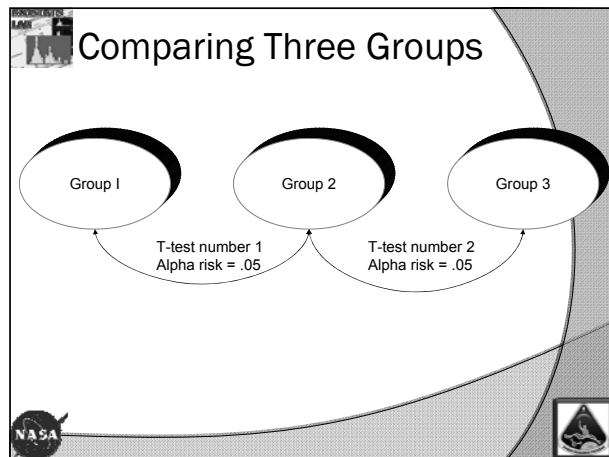 LAB
Comparing Three Groups
Group I
Group 2
Group 3
T-test number 1
Alpha risk = .05
T-test number 2
Alpha risk = .05
NASA